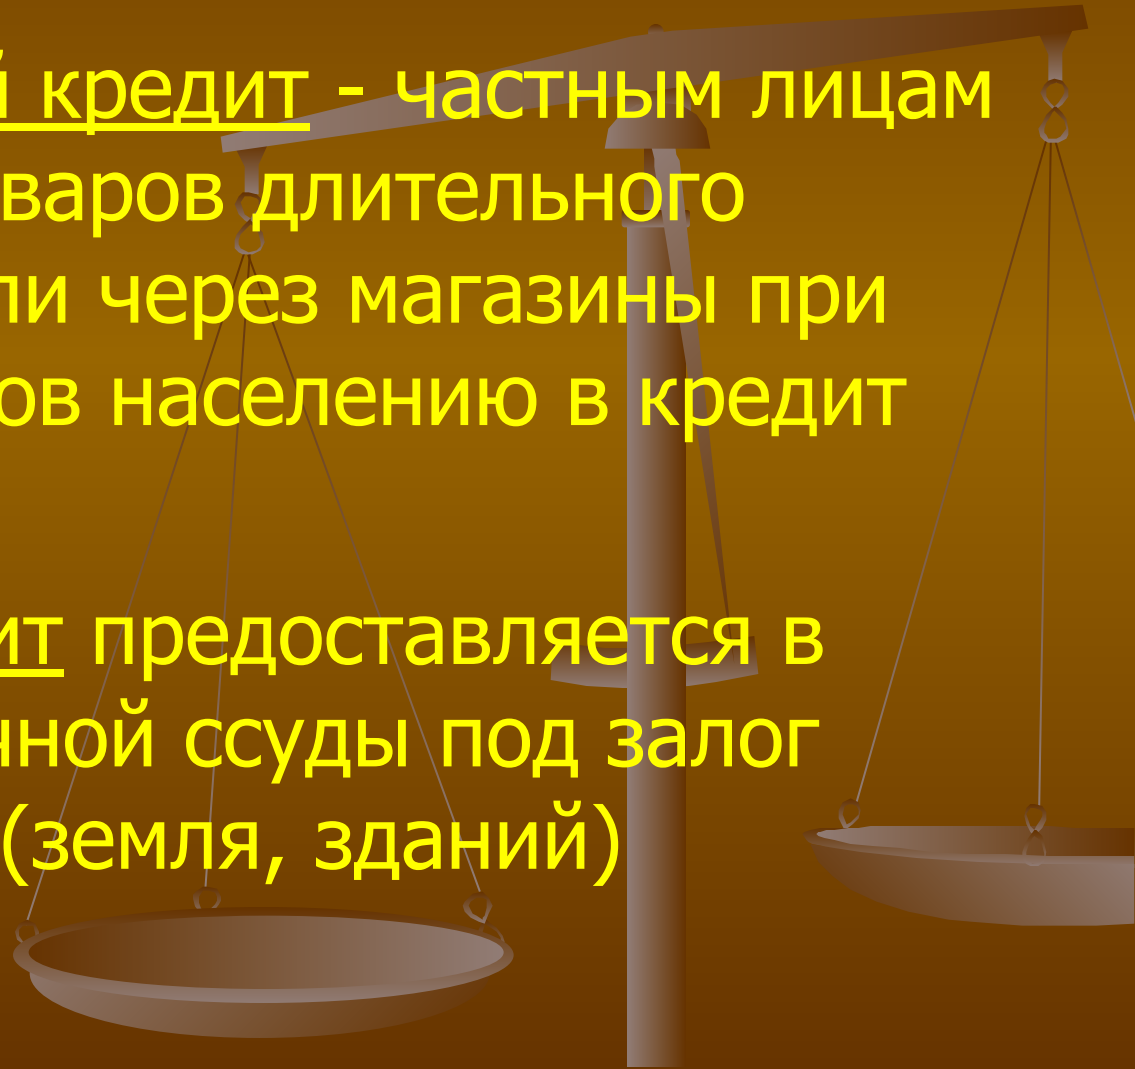 й кредит - частным лицам
варов длительного
ли через магазины при
ов населению в кредит
ит предоставляется в
чной ссуды под залог
(земля, зданий)